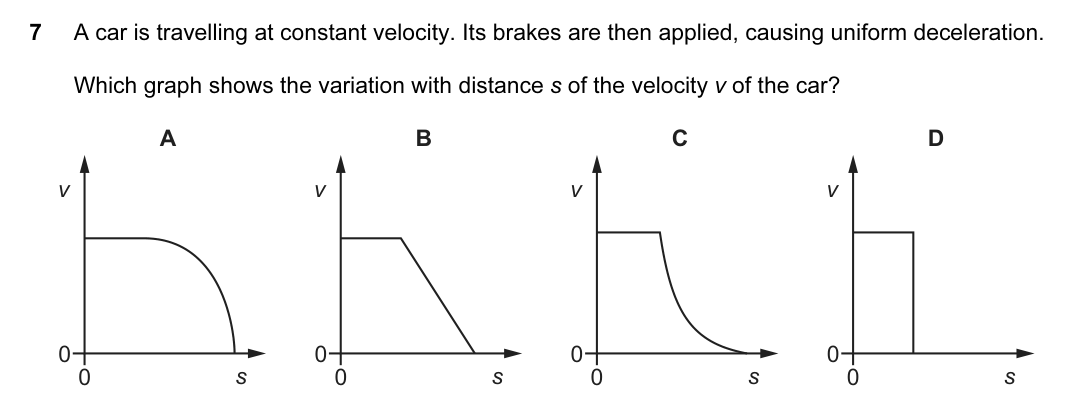 7 A car is travelling at constant velocity. Its brakes are then applied, causing uniform deceleration.
Which graph shows the variation with distance s of the velocity v of the car?
A B C D
v v v v
0 0 0 0
0 s 0 s 0 s 0 s